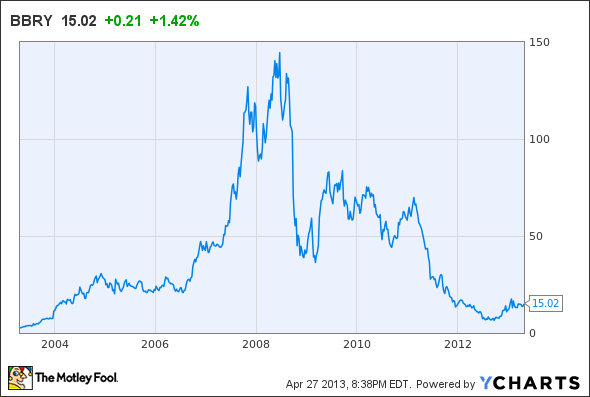 BBRY 15.02 +0.21 +1.42%
150
100
50
15.02
0
2004 2006 2008 2010 2012
The Motley Fool.
Apr 27 2013, 8:38PM EDT. Powered by YCHARTS